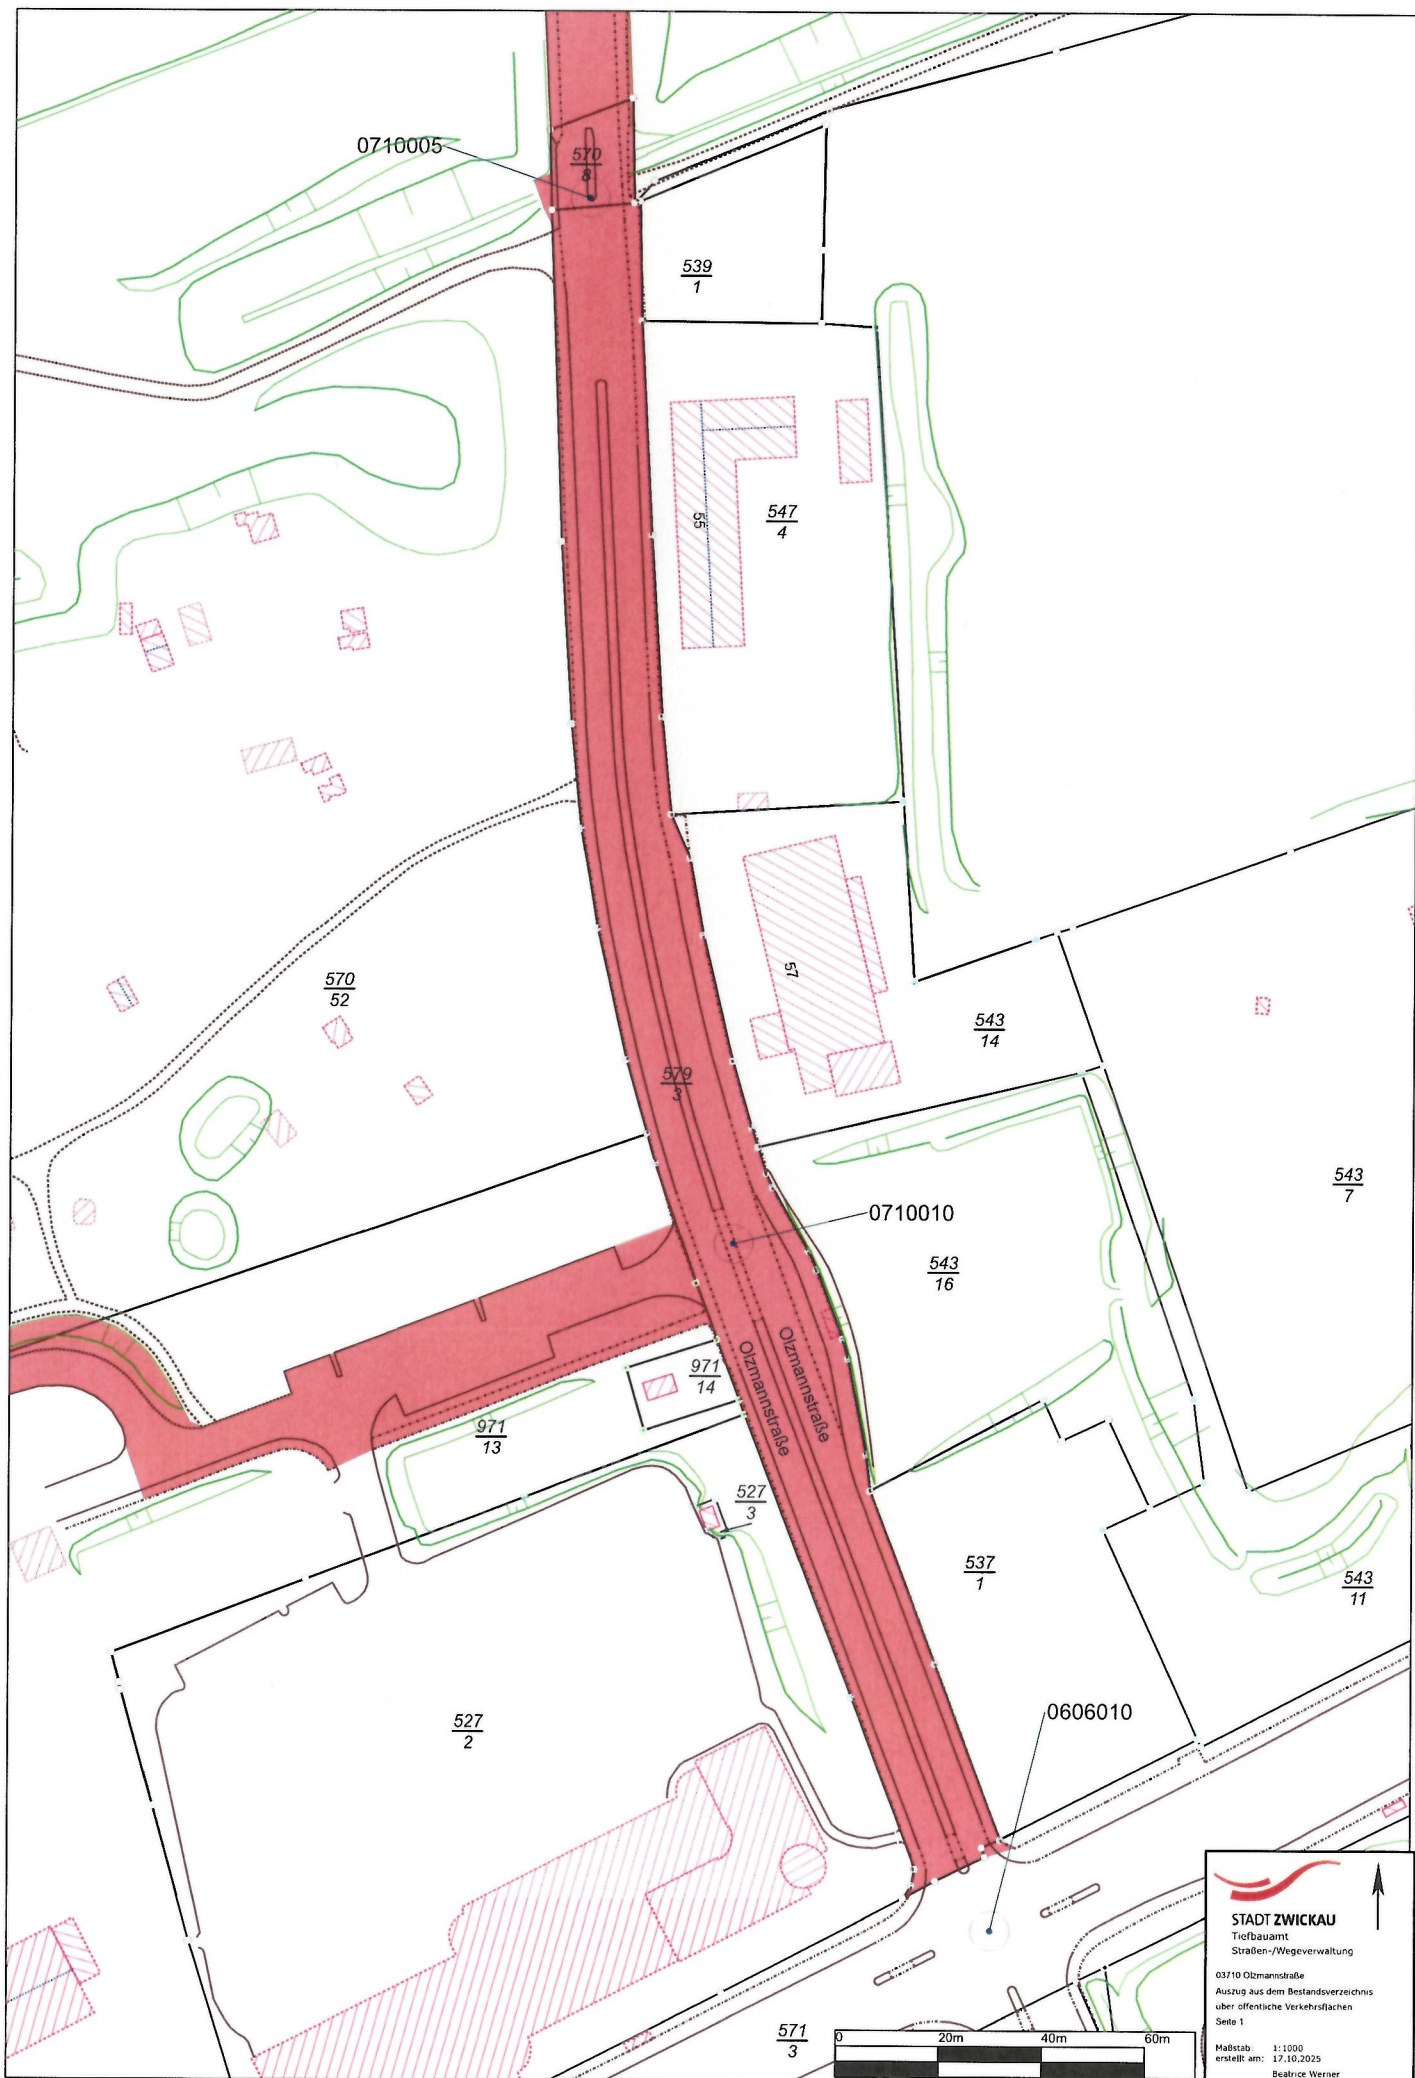 0710005
570
8
539
1
547
4
55
57
570
52
543
14
579
3
543
7
0710010
543
16
Olzmannstraße
Olzmannstraße
971
14
971
13
527
3
537
1
543
11
527
2
0606010
571
3
0 20m 40m 60m
STADT ZWICKAU
Tiefbauamt
Straßen-/Wegeverwaltung
03710 Olzmannstraße
Auszug aus dem Bestandsverzeichnis
über öffentliche Verkehrsflächen
Seite 1
Maßstab: 1:1000
erstellt am: 17.10.2025
Beatrice Werner